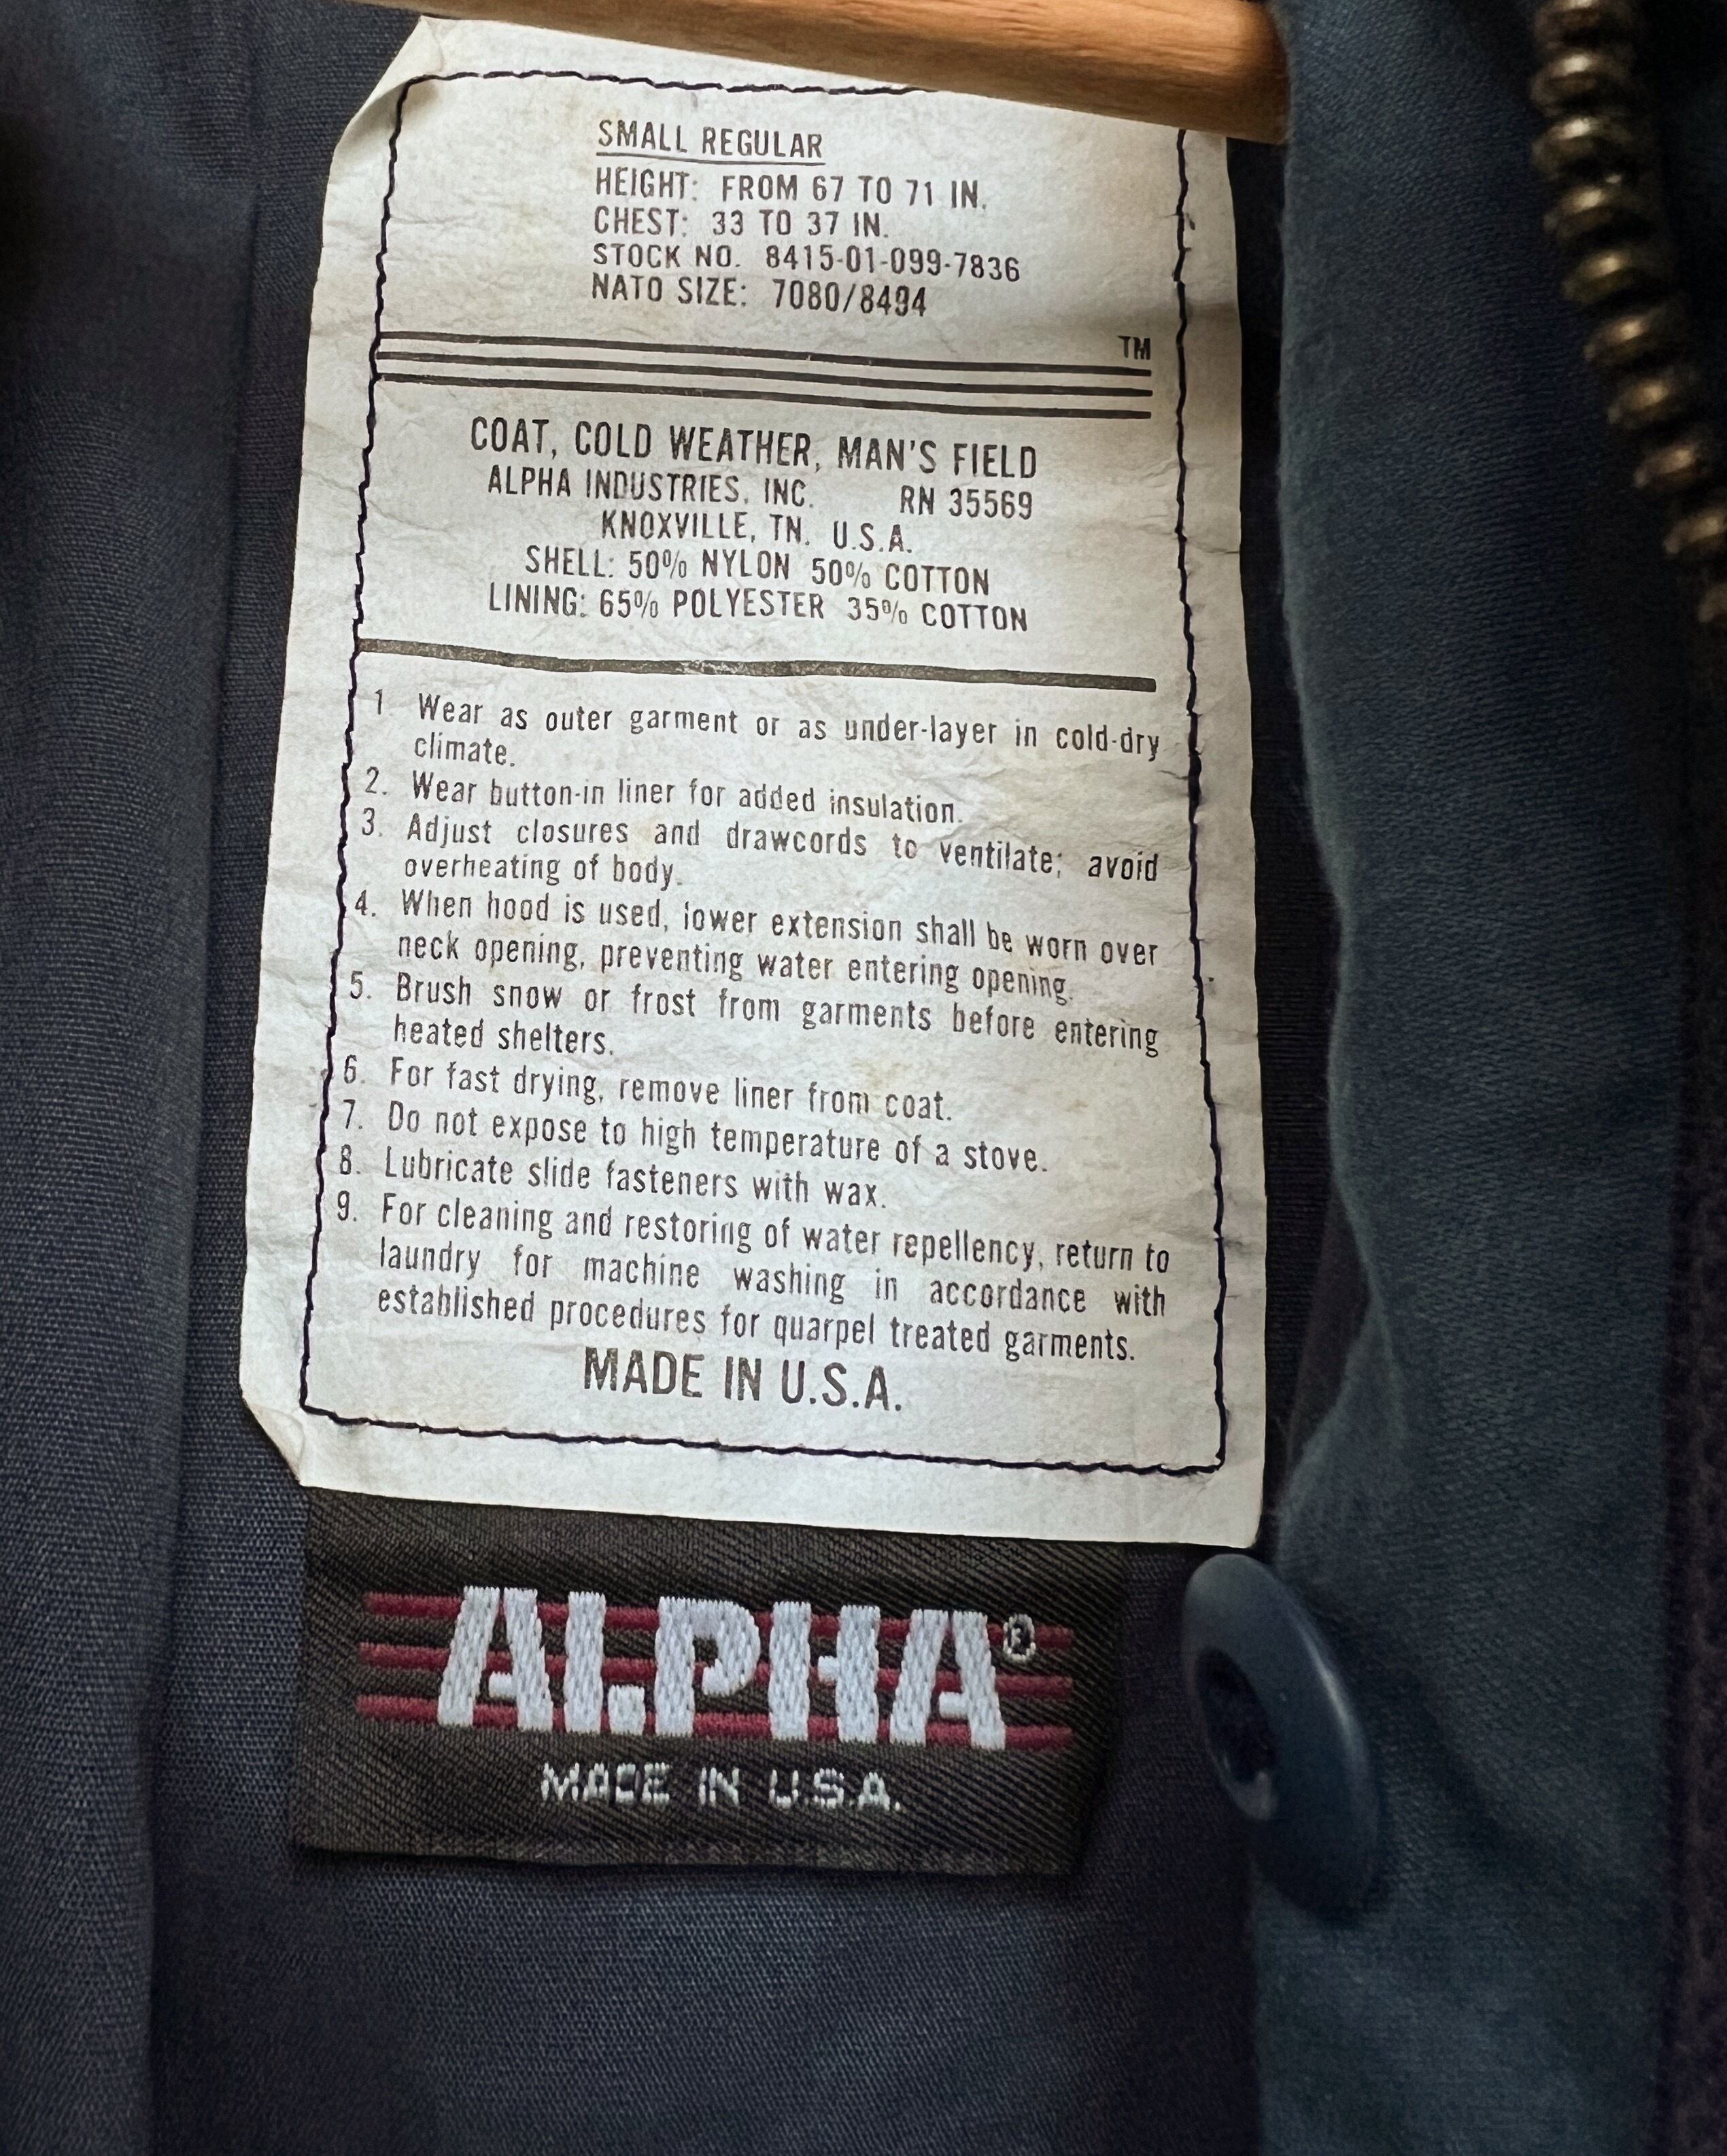 SMALL REGULAR
HEIGHT: FROM 67 TO 71 IN.
CHEST: 33 TO 37 IN.
STOCK NO. 8415-01-099-7836
NATO SIZE: 7080/8494
TM
COAT, COLD WEATHER, MAN'S FIELD
ALPHA INDUSTRIES, INC. RN 35569
KNOXVILLE, TN. U.S.A.
SHELL: 50% NYLON 50% COTTON
LINING: 65% POLYESTER 35% COTTON
1. Wear as outer garment or as under-layer in cold-dry
climate.
2. Wear button-in liner for added insulation.
3. Adjust closures and drawcords to ventilate; avoid
overheating of body.
4. When hood is used, lower extension shall be worn over
neck opening, preventing water entering opening.
5. Brush snow or frost from garments before entering
heated shelters.
6. For fast drying, remove liner from coat.
7. Do not expose to high temperature of a stove.
8. Lubricate slide fasteners with wax.
9. For cleaning and restoring of water repellency, return to
laundry for machine washing in accordance with
established procedures for quarpel treated garments.
MADE IN U.S.A.
ALPHA®
MADE IN U.S.A.